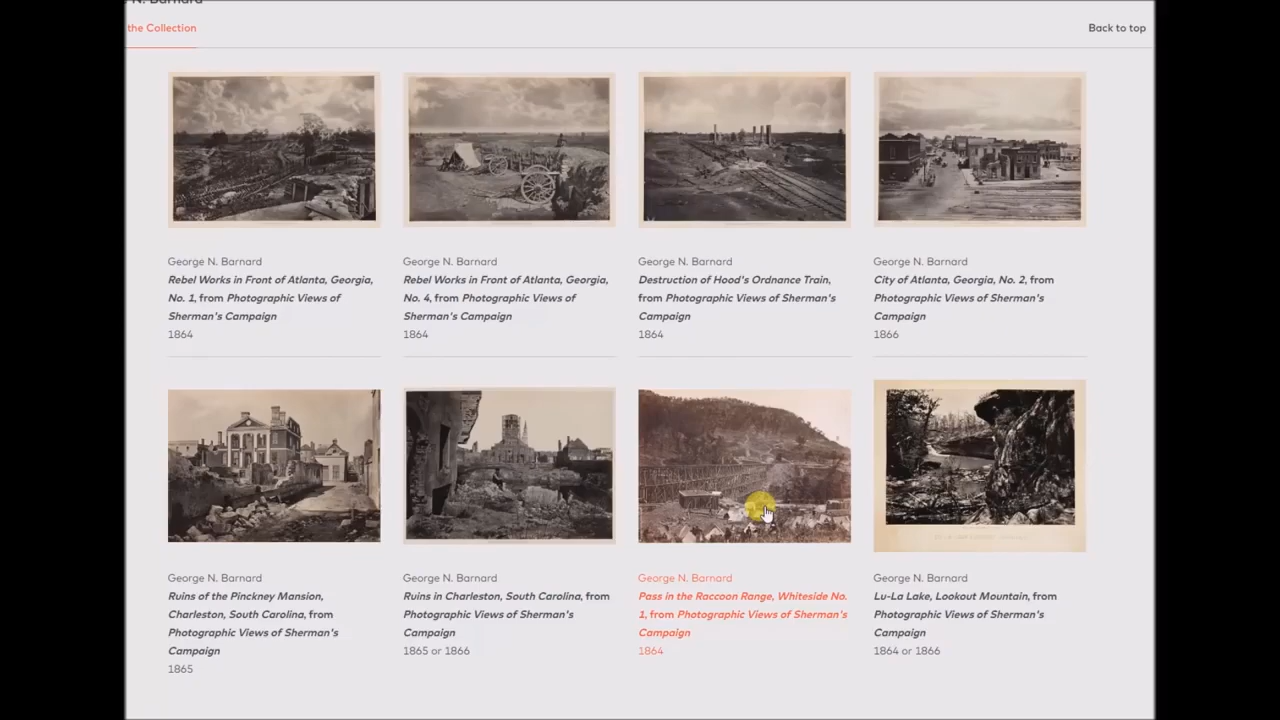 N. Barnard
the Collection
Back to top
George N. Barnard
Rebel Works in Front of Atlanta, Georgia,
No. 1, from Photographic Views of
Sherman's Campaign
1864
George N. Barnard
Rebel Works in Front of Atlanta, Georgia,
No. 4, from Photographic Views of
Sherman's Campaign
1864
George N. Barnard
Destruction of Hood's Ordnance Train,
from Photographic Views of Sherman's
Campaign
1864
George N. Barnard
City of Atlanta, Georgia, No. 2, from
Photographic Views of Sherman's
Campaign
1866
George N. Barnard
Ruins of the Pinckney Mansion,
Charleston, South Carolina, from
Photographic Views of Sherman's
Campaign
1865
George N. Barnard
Ruins in Charleston, South Carolina, from
Photographic Views of Sherman's
Campaign
1865 or 1866
George N. Barnard
Pass in the Raccoon Range, Whiteside No.
1, from Photographic Views of Sherman's
Campaign
1864
George N. Barnard
Lu-La Lake, Lookout Mountain, from
Photographic Views of Sherman's
Campaign
1864 or 1866